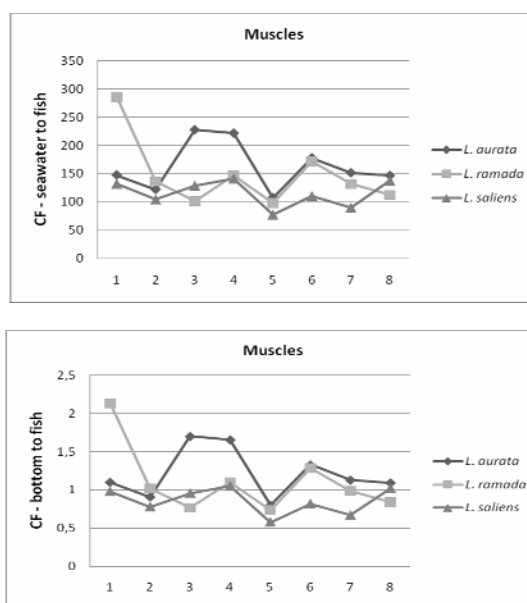 Muscles
350
300
250
200
150
100
50
0
CF - seawater to fish
1 2 3 4 5 6 7 8
L. aurata
L. ramada
L. saliens
Muscles
2,5
2
1,5
1
0,5
0
CF - bottom to fish
1 2 3 4 5 6 7 8
L. aurata
L. ramada
L. saliens